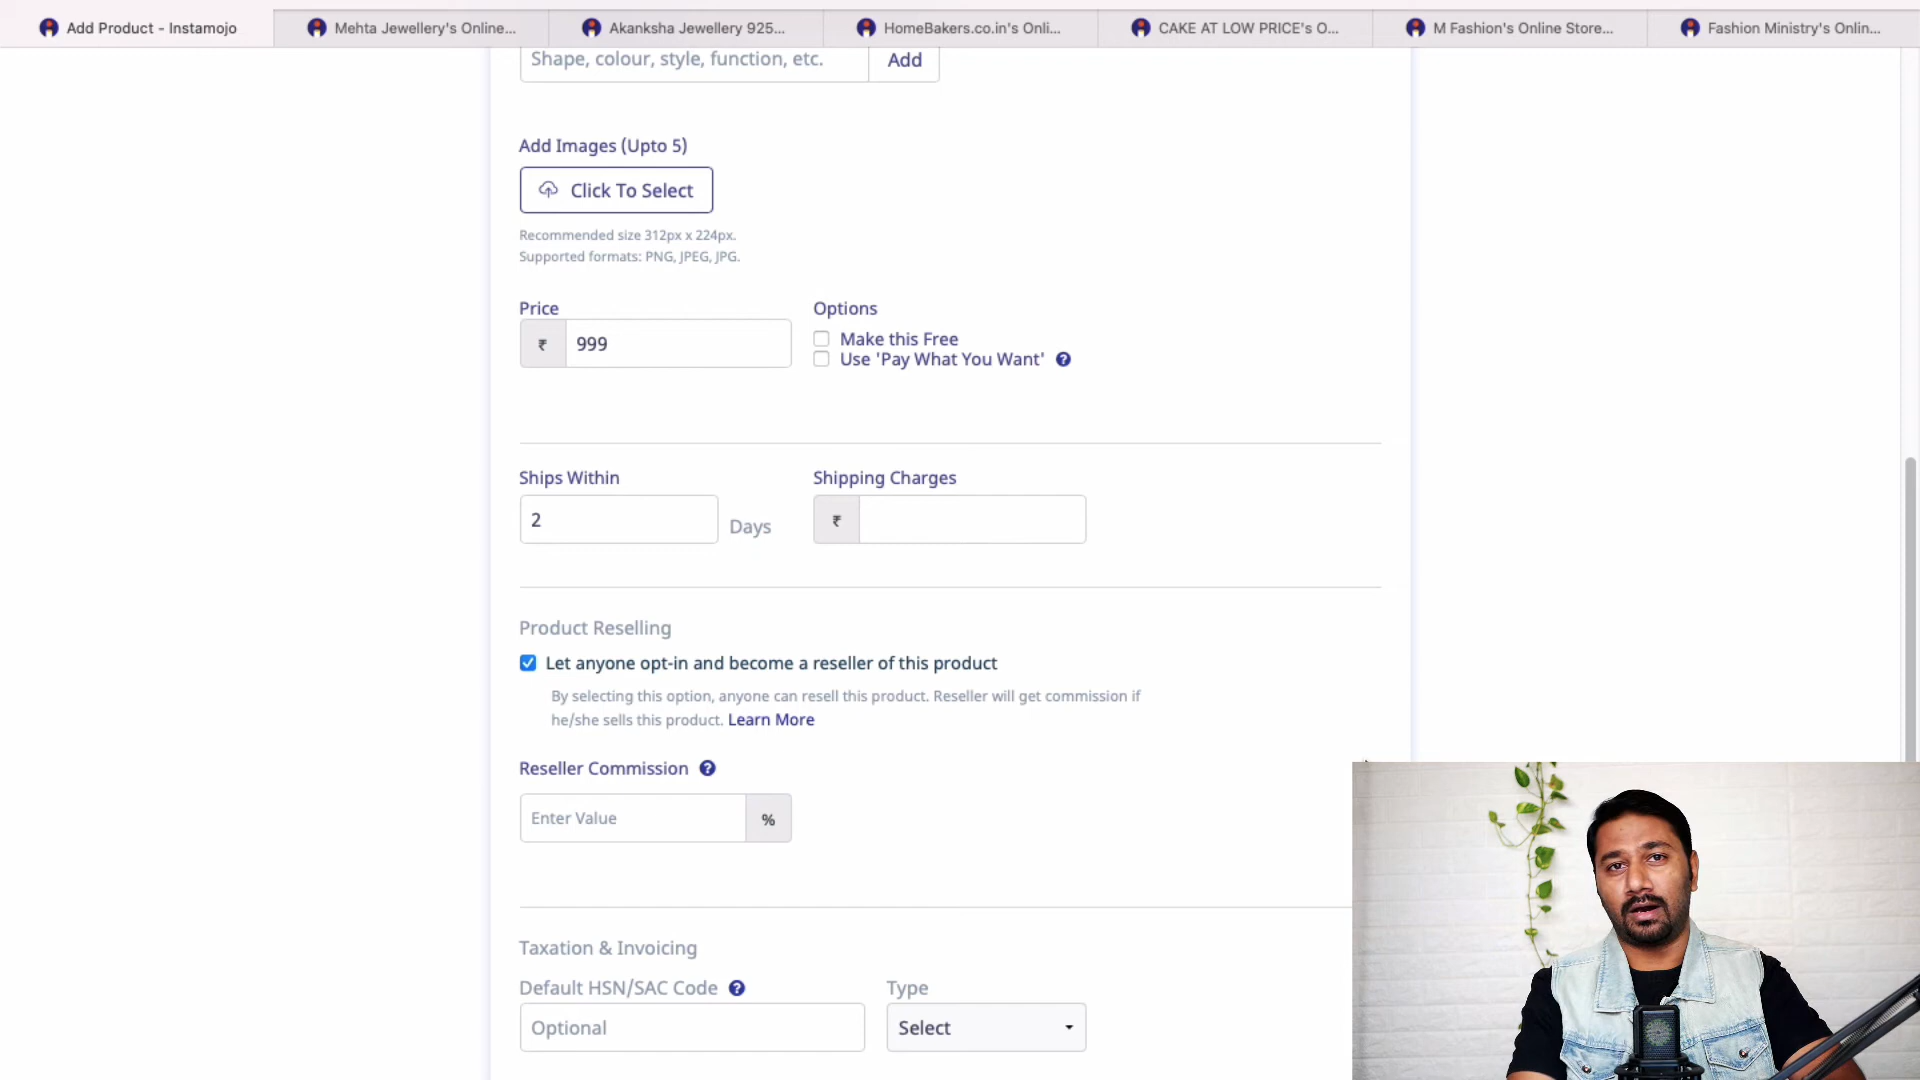 Add Product - Instamojo
Mehta Jewellery's Online...
Akanksha Jewellery 925...
HomeBakers.co.in's Onli...
CAKE AT LOW PRICE's O...
M Fashion's Online Store...
Fashion Ministry's Onlin...
Shape, colour, style, function, etc.
Add
Add Images (Upto 5)
Click To Select
Recommended size 312px x 224px.
Supported formats: PNG, JPEG, JPG.
Price
Options
₹ 999
Make this Free
Use 'Pay What You Want' ?
Ships Within
Shipping Charges
2
Days
₹
Product Reselling
Let anyone opt-in and become a reseller of this product
By selecting this option, anyone can resell this product. Reseller will get commission if
he/she sells this product. Learn More
Reseller Commission ?
Enter Value
%
Taxation & Invoicing
Default HSN/SAC Code ?
Type
Optional
Select